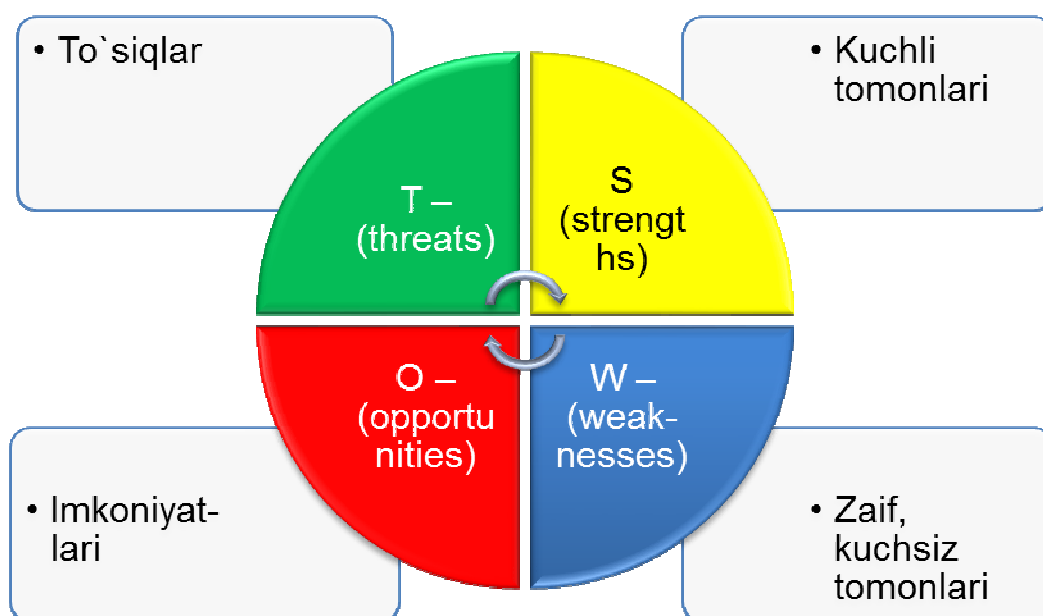 • To`siqlar
• Kuchli
tomonlari
T –
(threats)
S
(strengt
hs)
O –
(opportu
nities)
W –
(weak-
nesses)
• Imkoniyat-
lari
• Zaif,
kuchsiz
tomonlari